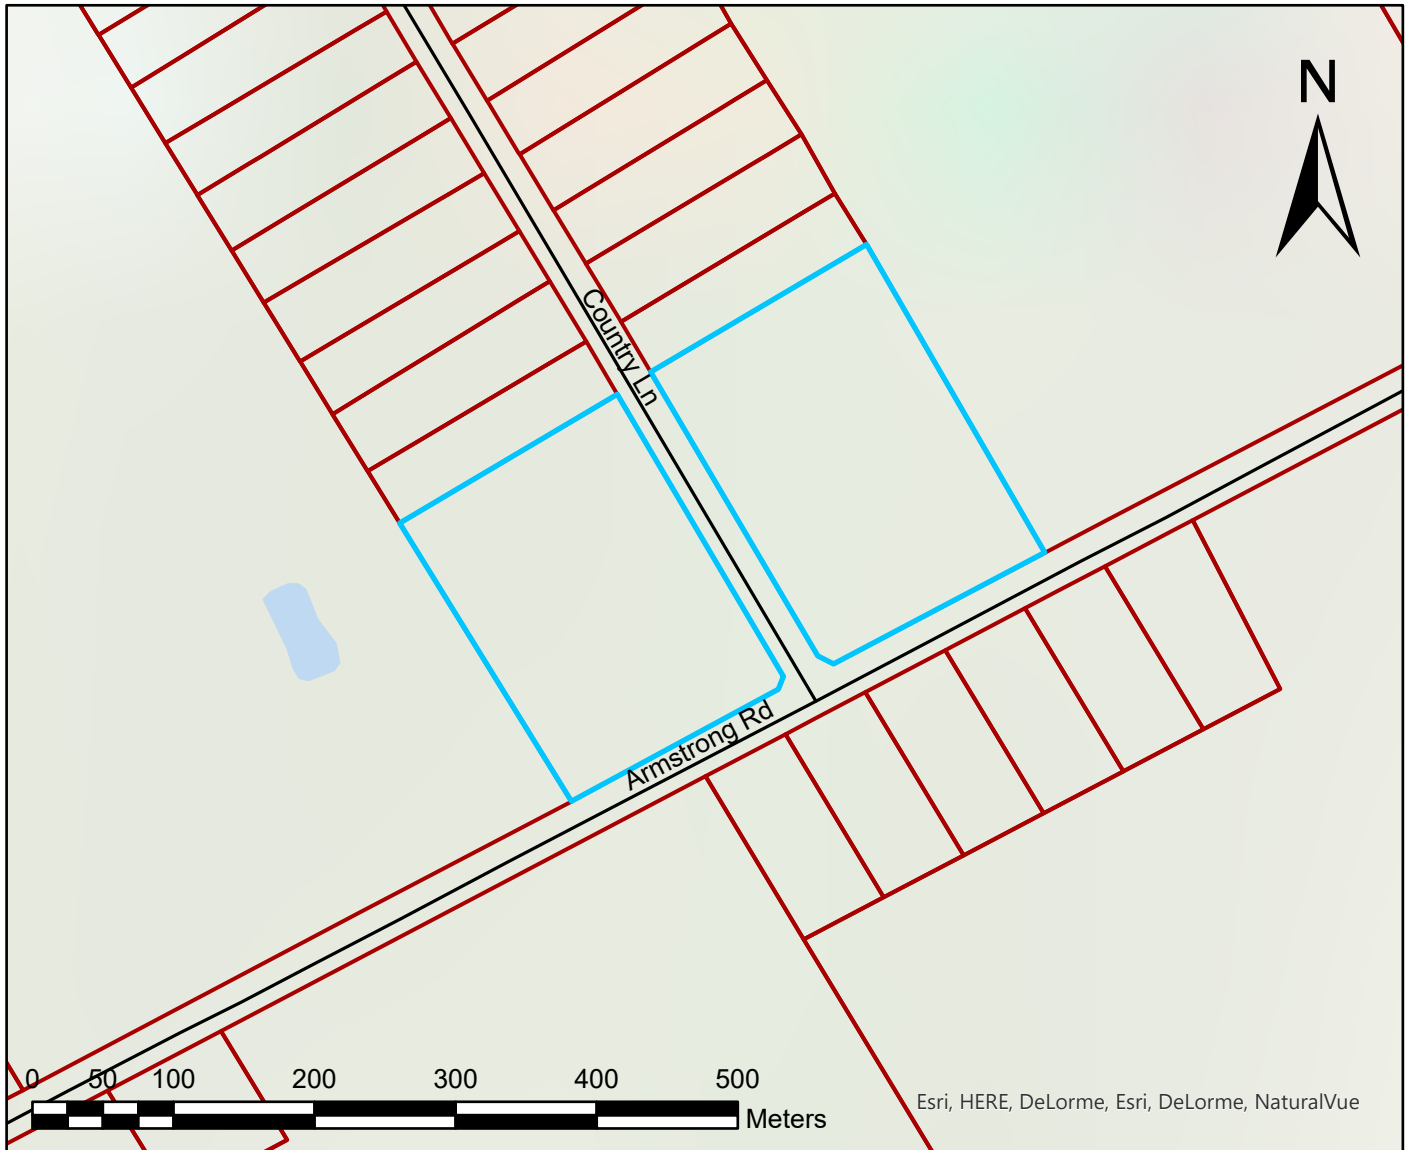 N
Country Ln
Armstrong Rd
0 50 100 200 300 400 500
Meters
Esri, HERE, DeLorme, Esri, DeLorme, NaturalVue